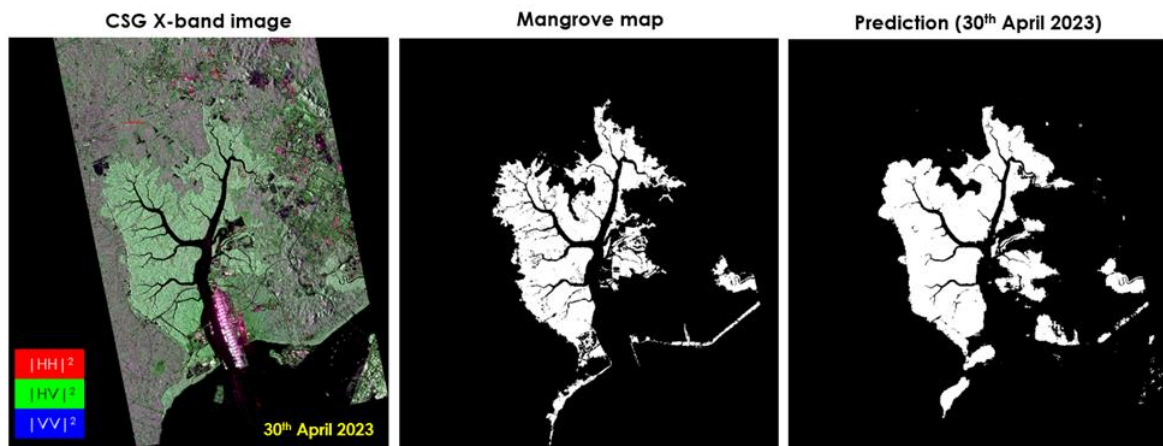 CSG X-band image
Mangrove map
Prediction (30th April 2023)
|HH|²
|HV|²
|VV|²
30th April 2023